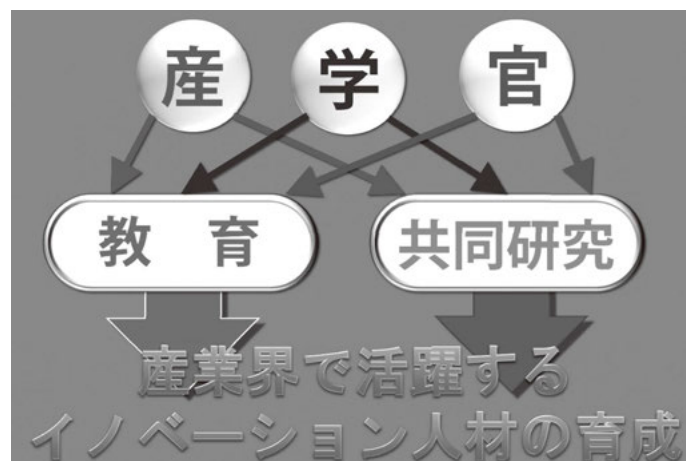 産 学 官
教 育 共同研究
産業界で活躍する
イノベーション人材の育成